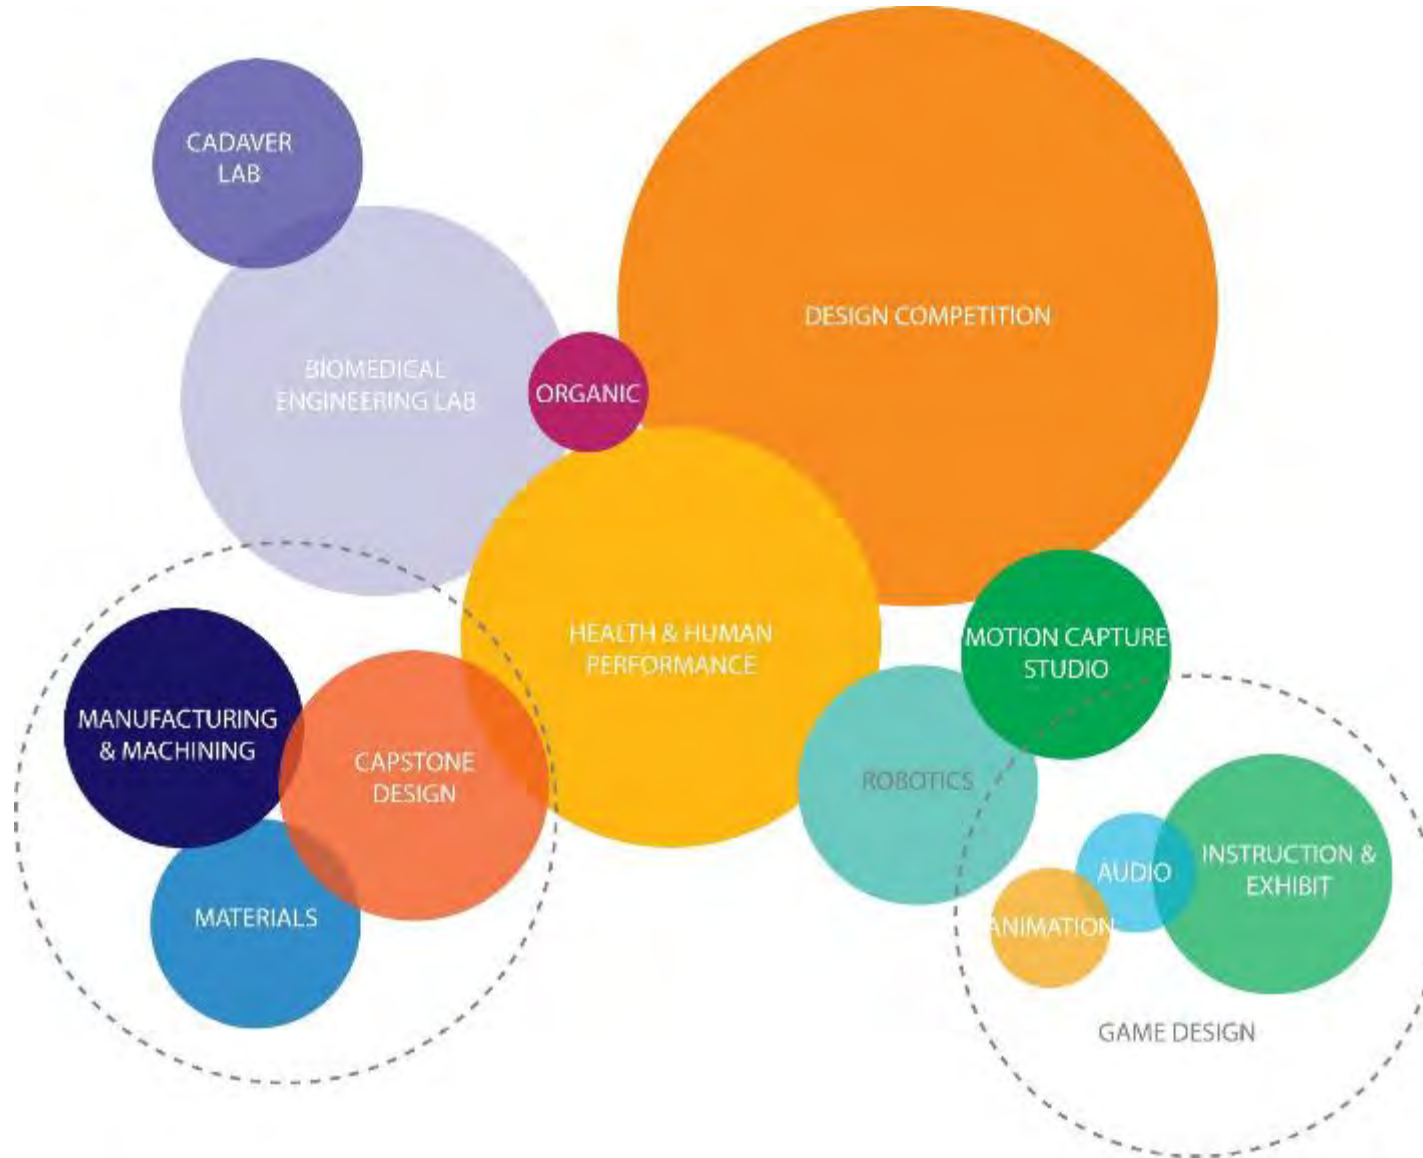 CADAVER
LAB
DESIGN COMPETITION
BIOMEDICAL
ENGINEERING LAB
ORGANIC
HEALTH & HUMAN
PERFORMANCE
MOTION CAPTURE
STUDIO
MANUFACTURING
& MACHINING
CAPSTONE
DESIGN
ROBOTICS
MATERIALS
AUDIO
INSTRUCTION &
EXHIBIT
ANIMATION
GAME DESIGN